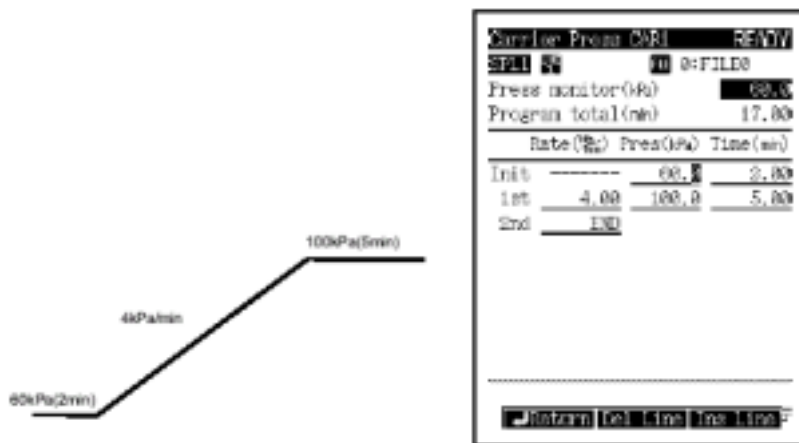 100kPa(5min)
4kPa/min
60kPa(2min)
Carrier Press CAR1 READY
SPL1 0:FILE0
Press monitor(kPa) 60.0
Program total(min) 17.00
Rate Pres(kPa) Time(min)
Init ------- 60.0 2.00
1st 4.00 100.0 5.00
2nd END
Return Del Line Ins Line